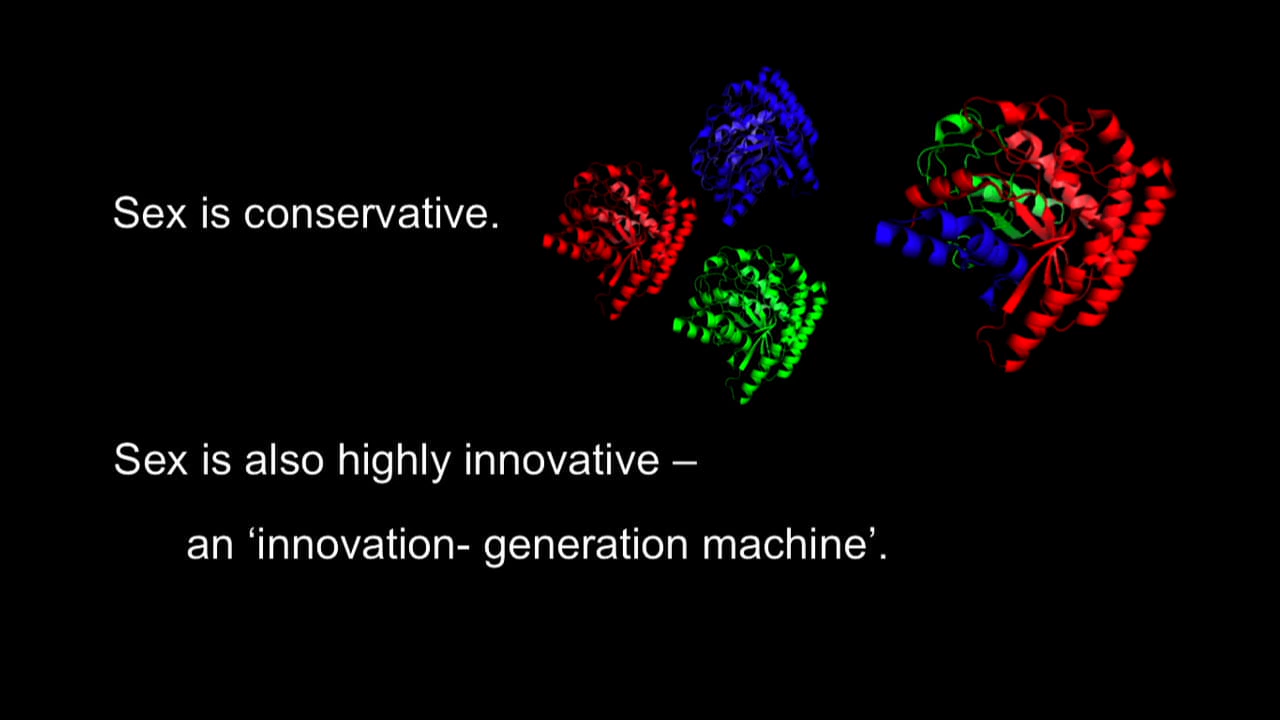 Sex is conservative.
Sex is also highly innovative –
an ‘innovation- generation machine’.